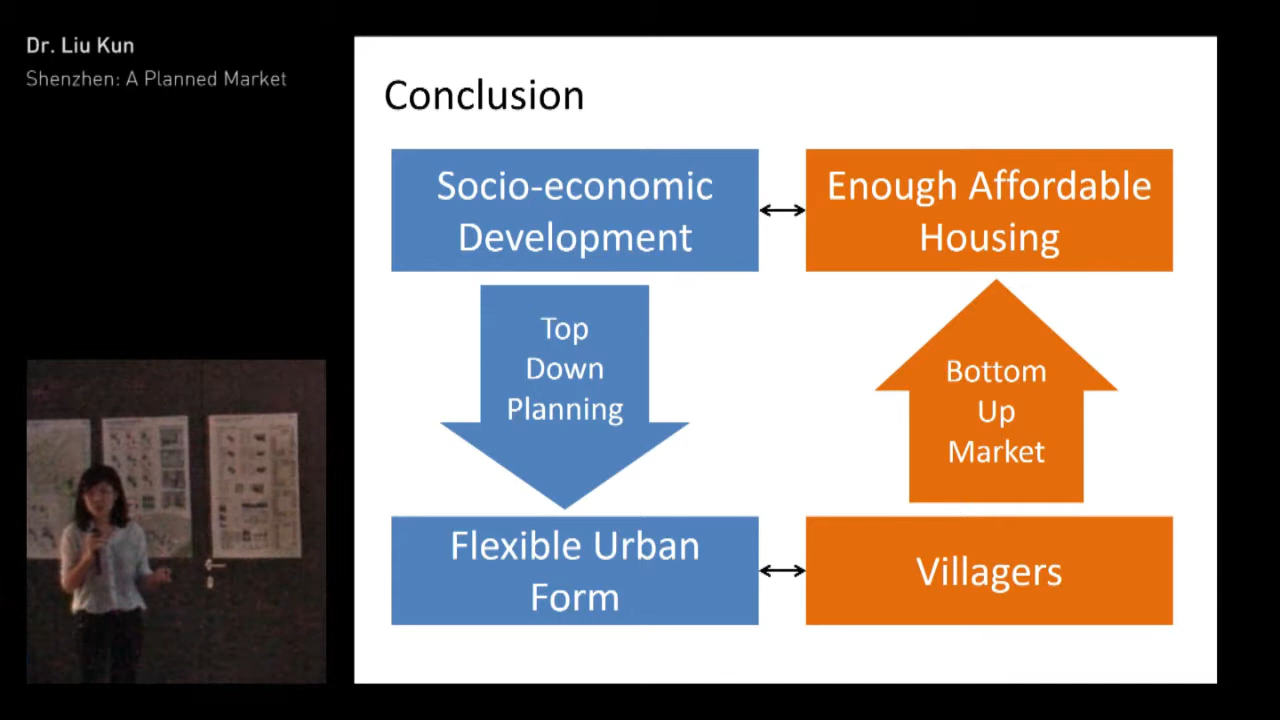 Dr. Liu Kun
Shenzhen: A Planned Market
Conclusion
Socio-economic
Development
Enough Affordable
Housing
Top
Down
Planning
Bottom
Up
Market
Flexible Urban
Form
Villagers